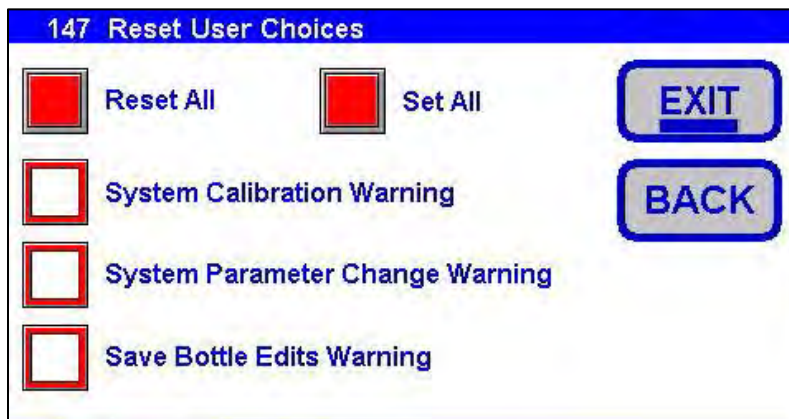 147 Reset User Choices
Reset All Set All EXIT
System Calibration Warning BACK
System Parameter Change Warning
Save Bottle Edits Warning